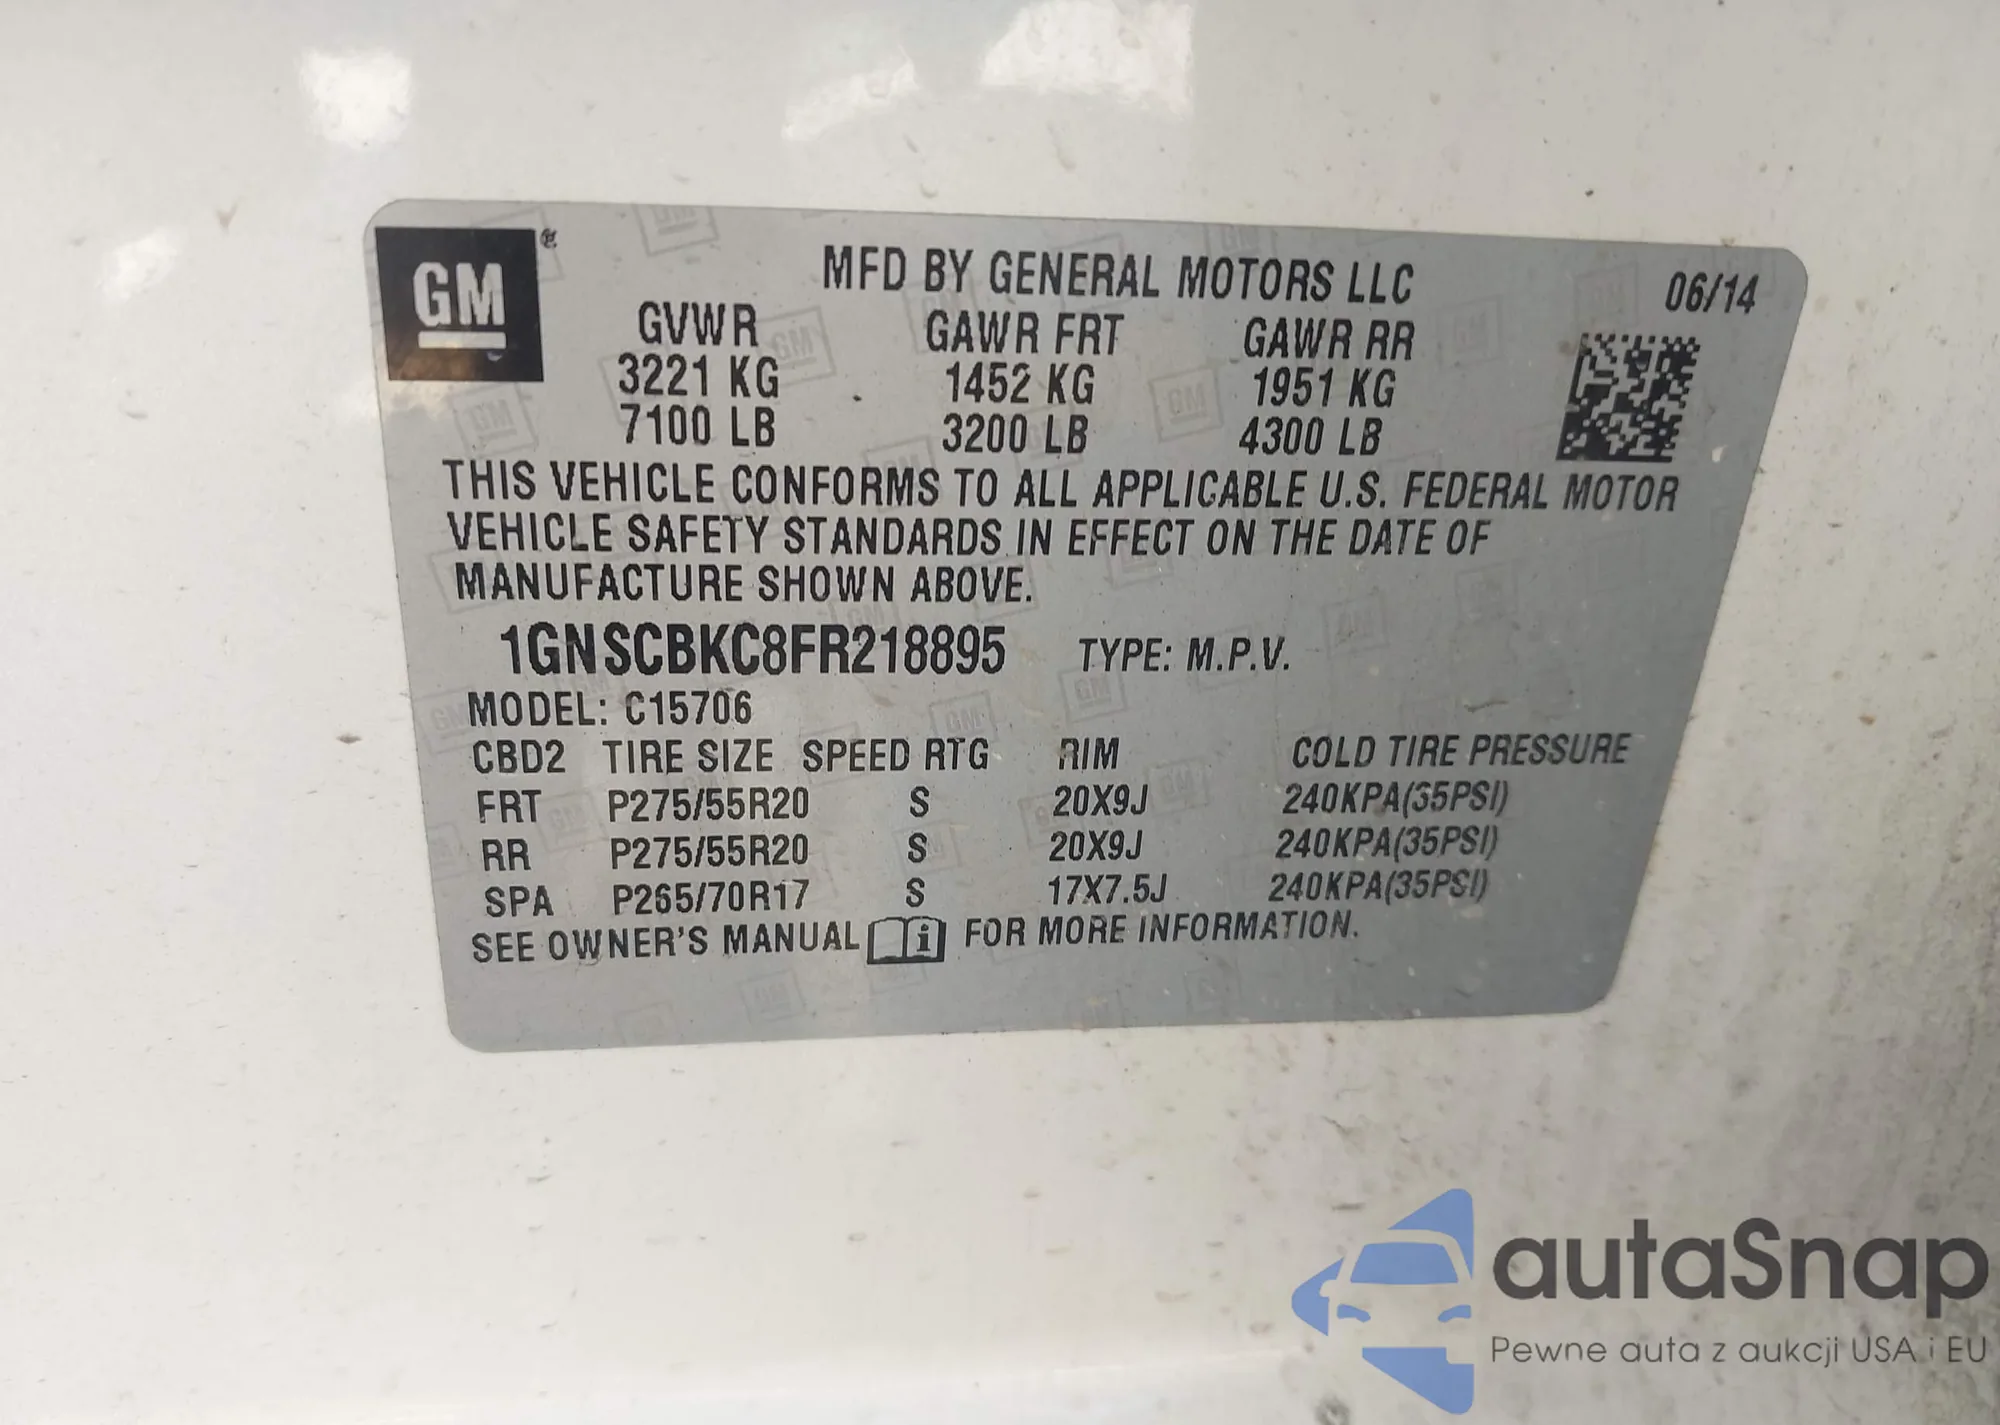 GM
MFD BY GENERAL MOTORS LLC 06/14
GVWR GAWR FRT GAWR RR
3221 KG 1452 KG 1951 KG
7100 LB 3200 LB 4300 LB
THIS VEHICLE CONFORMS TO ALL APPLICABLE U.S. FEDERAL MOTOR
VEHICLE SAFETY STANDARDS IN EFFECT ON THE DATE OF
MANUFACTURE SHOWN ABOVE.
1GNSCBKC8FR218895 TYPE: M.P.V.
MODEL: C15706
CBD2 TIRE SIZE SPEED RTG RIM COLD TIRE PRESSURE
FRT P275/55R20 S 20X9J 240KPA(35PSI)
RR P275/55R20 S 20X9J 240KPA(35PSI)
SPA P265/70R17 S 17X7.5J 240KPA(35PSI)
SEE OWNER'S MANUAL i FOR MORE INFORMATION.
autaSnap
Pewne auta z aukcji USA i EU